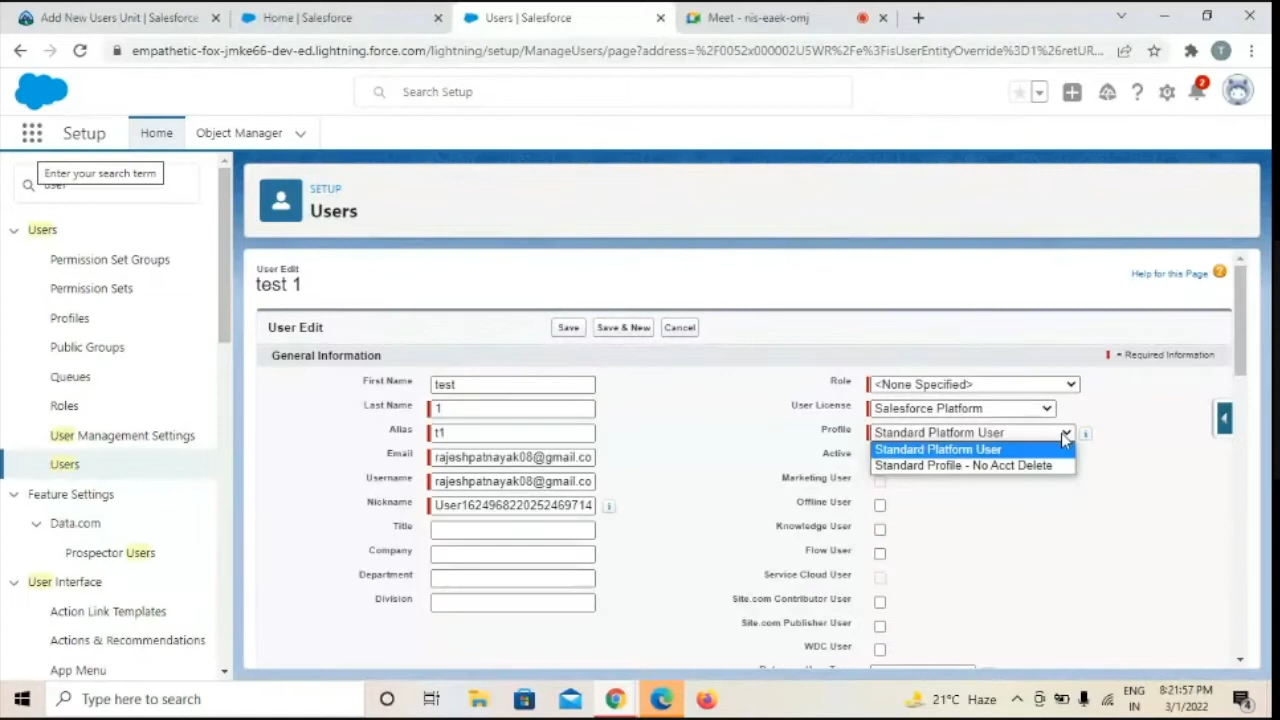 Add New Users Unit | Salesforce
Home | Salesforce
Users | Salesforce
Meet - nis-eaek-omj
empathetic-fox-jmke66-dev-ed.lightning.force.com/lightning/setup/ManageUsers/page?address=%2F0052x000002U5WR%2Fe%3FisUserEntityOverride%3D1%26retUR...
T
Search Setup
2
Setup
Home
Object Manager
Enter your search term
Users
Permission Set Groups
Permission Sets
Profiles
Public Groups
Queues
Roles
User Management Settings
Users
Feature Settings
Data.com
Prospector Users
User Interface
Action Link Templates
Actions & Recommendations
App Menu
SETUP
Users
User Edit
test 1
Help for this Page
User Edit
Save
Save & New
Cancel
General Information
= Required Information
First Name
test
Last Name
1
Alias
t1
Email
rajeshpatnayak08@gmail.co
Username
rajeshpatnayak08@gmail.co
Nickname
User1624968220252469714
Title
Company
Department
Division
Role
<None Specified>
User License
Salesforce Platform
Profile
Standard Platform User
Standard Platform User
Standard Profile - No Acct Delete
Active
Marketing User
Offline User
Knowledge User
Flow User
Service Cloud User
Site.com Contributor User
Site.com Publisher User
WDC User
Type here to search
21°C Haze
ENG
IN
8:21:57 PM
3/1/2022
4